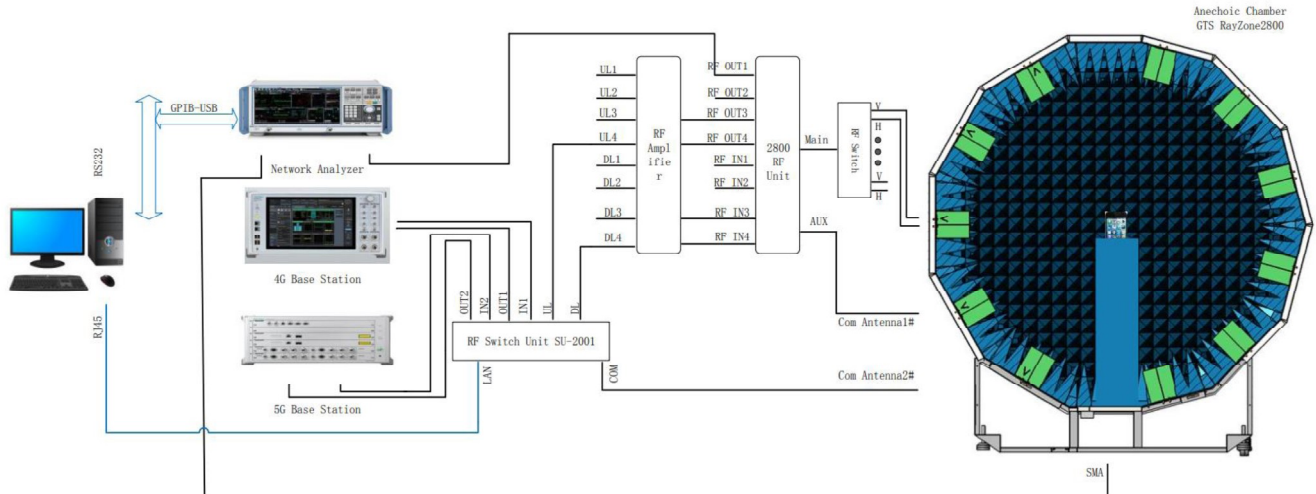 Anechoic Chamber
GTS RayZone2800
GPIB-USB
RS232
Network Analyzer
4G Base Station
5G Base Station
RJ45
OUT2
IN2
OUT1
IN1
UL
DL
RF Switch Unit SU-2001
LAN
COM
UL1
UL2
UL3
UL4
DL1
DL2
DL3
DL4
RF
Ampl
ifie
r
RF OUT1
RF OUT2
RF OUT3
RF OUT4
RF IN1
RF IN2
RF IN3
RF IN4
2800
RF
Unit
Main
AUX
RF Switch
V
H
V
H
Com Antenna1#
Com Antenna2#
SMA